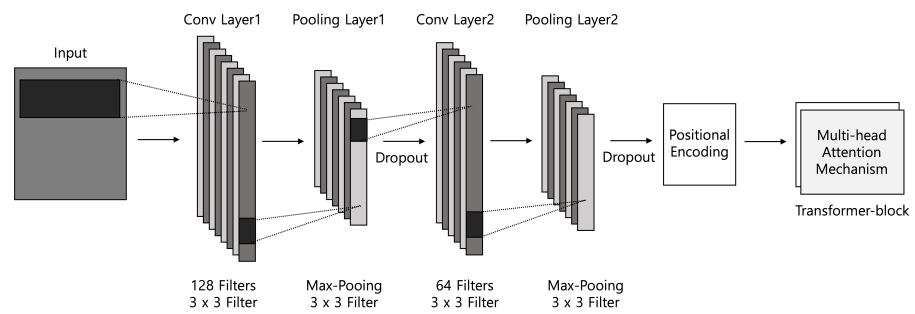 Conv Layer1
Pooling Layer1
Conv Layer2
Pooling Layer2
Input
Dropout
Dropout
Positional
Encoding
Multi-head
Attention
Mechanism
Transformer-block
128 Filters
3 x 3 Filter
Max-Pooing
3 x 3 Filter
64 Filters
3 x 3 Filter
Max-Pooing
3 x 3 Filter